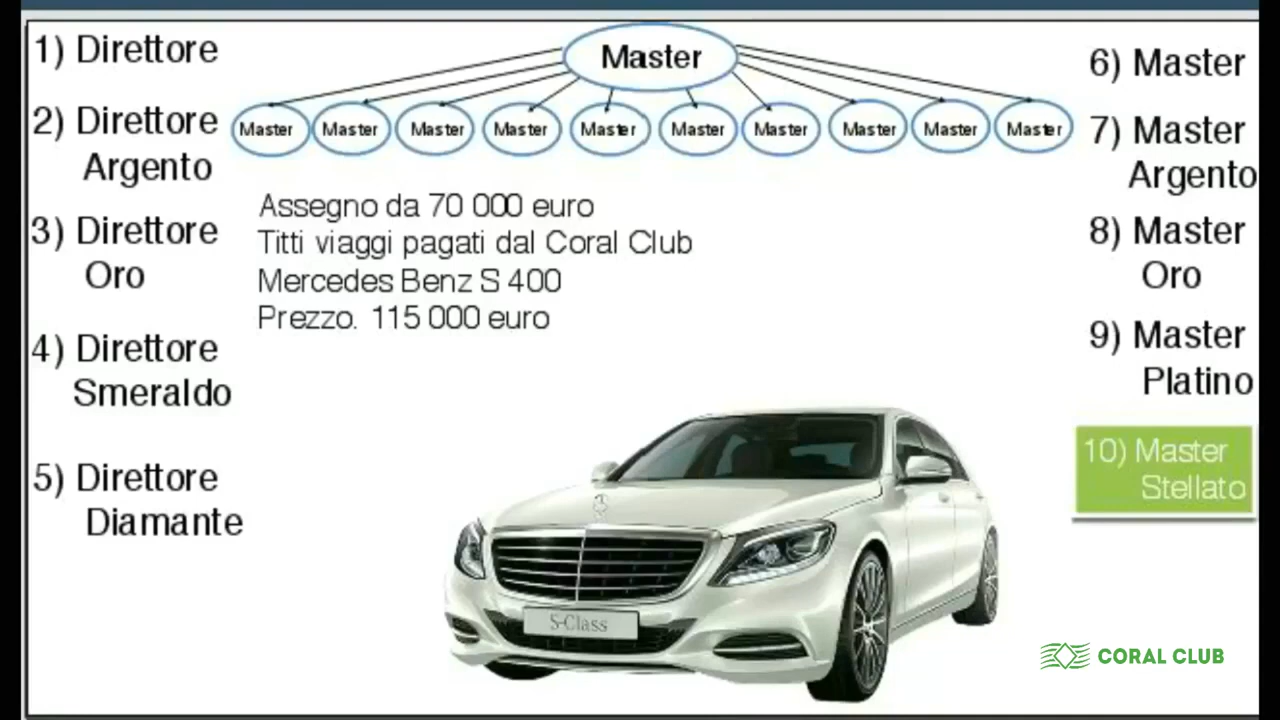 1) Direttore
2) Direttore
Argento
3) Direttore
Oro
4) Direttore
Smeraldo
5) Direttore
Diamante
Master
Master Master Master Master Master Master Master Master Master Master
Assegno da 70 000 euro
Titti viaggi pagati dal Coral Club
Mercedes Benz S 400
Prezzo. 115 000 euro
S-Class
6) Master
7) Master
Argento
8) Master
Oro
9) Master
Platino
10) Master
Stellato
CORAL CLUB